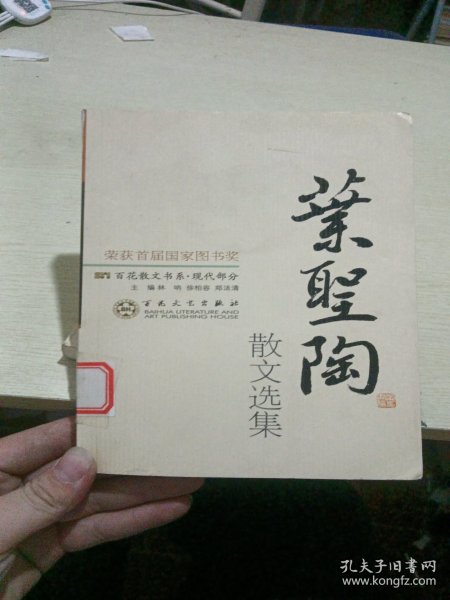 葉聖陶
散文选集
荣获首届国家图书奖
百花散文书系·现代部分
主 编 林 呐 徐柏容 郑法清
百花文艺出版社
BAIHUA LITERATURE AND
ART PUBLISHING HOUSE
孔夫子旧书网
www.kongfz.com